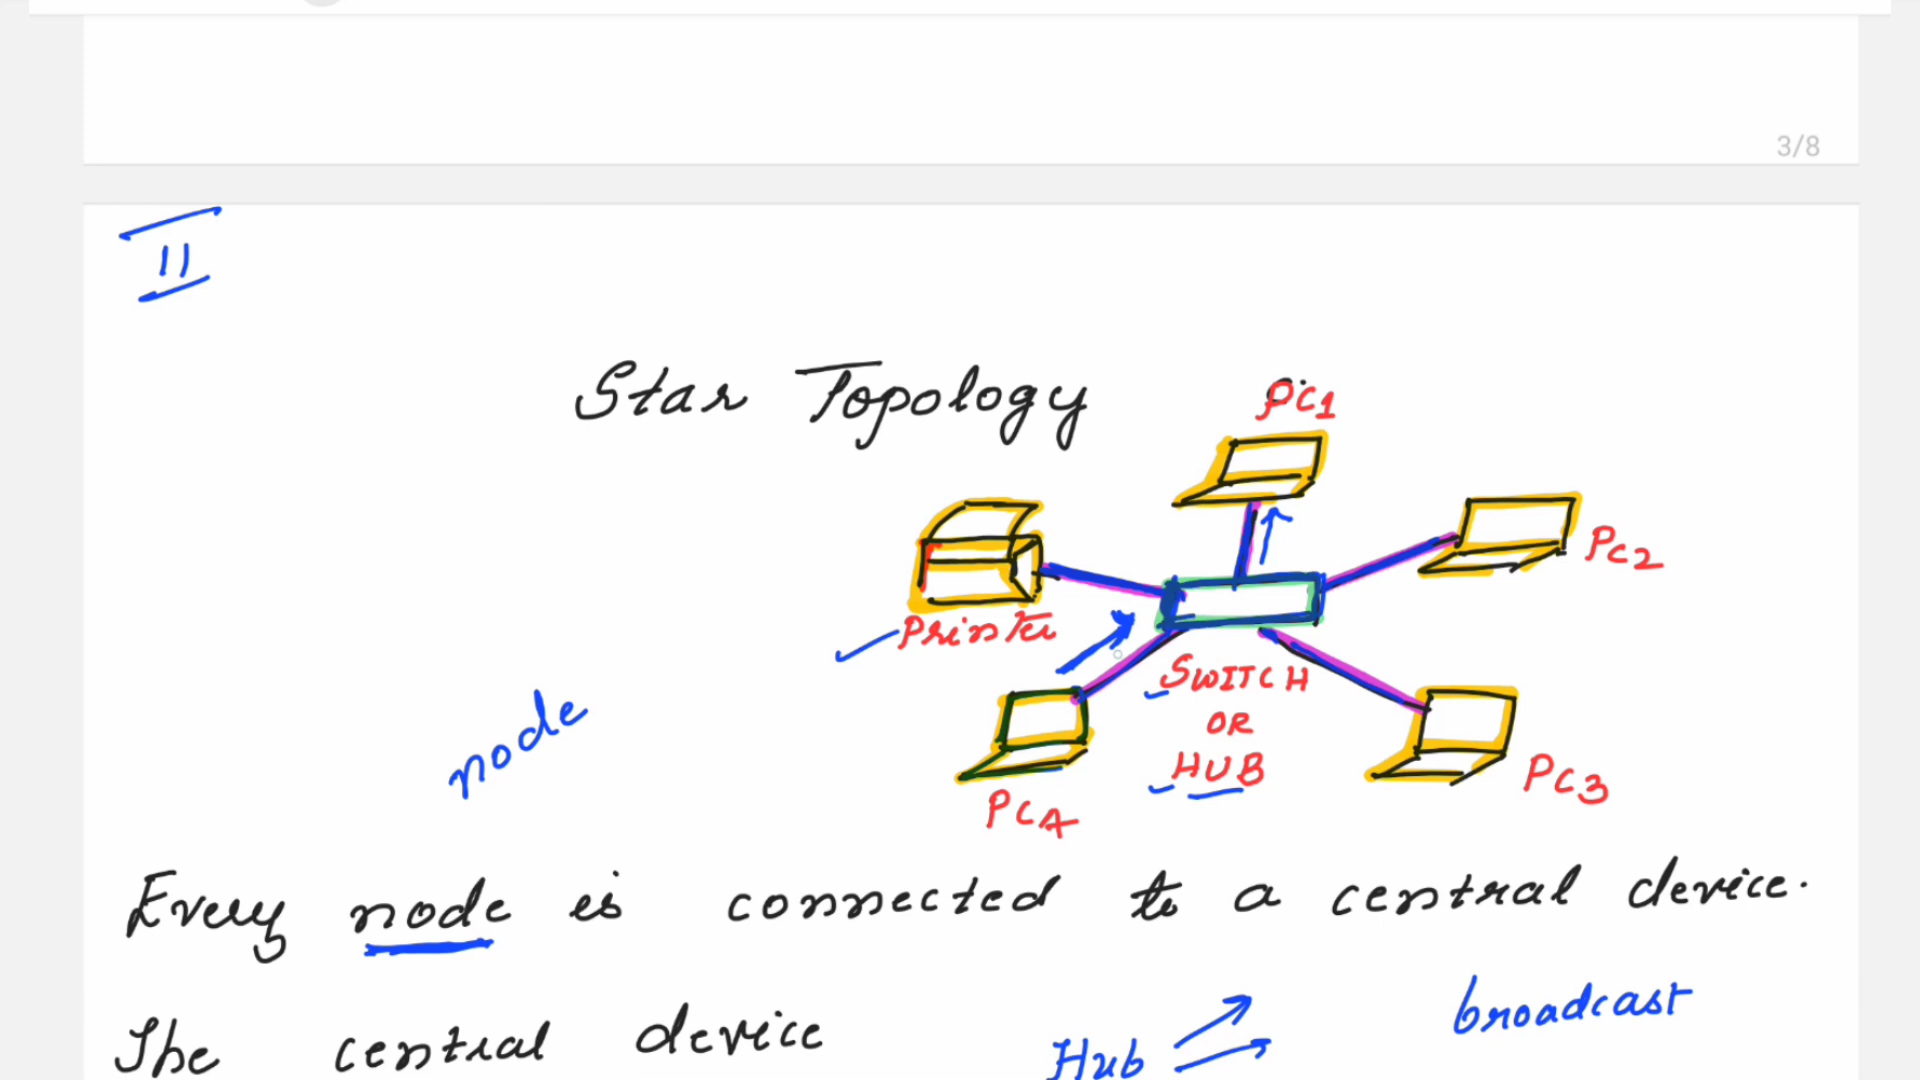 3/8
II
Star Topology
PC1
PC2
Printer
SWITCH
OR
HUB
node
PC3
PC4
Every node is connected to a central device.
broadcast
The central device Hub